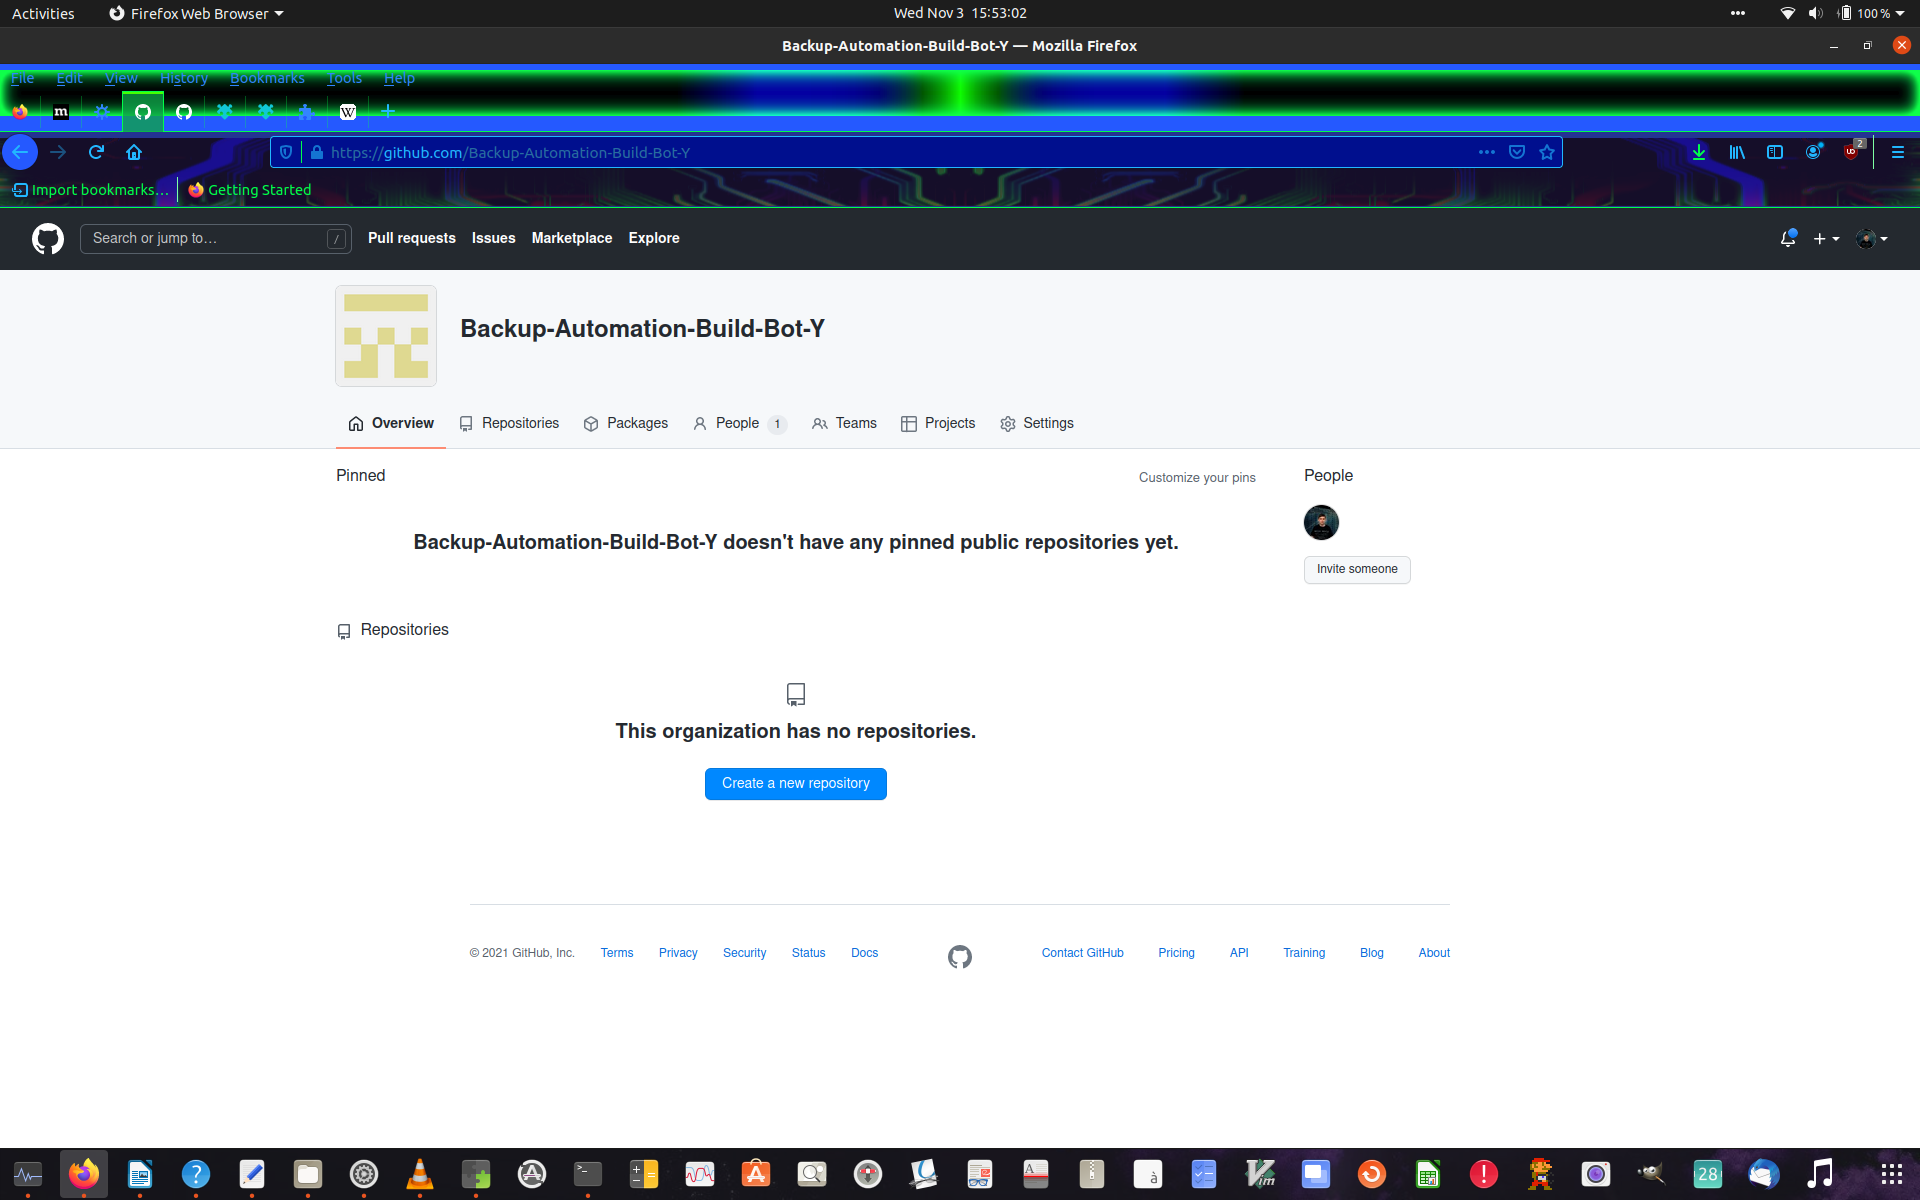 Activities
Firefox Web Browser
Wed Nov 3 15:53:02
100 %
Backup-Automation-Build-Bot-Y — Mozilla Firefox
File Edit View History Bookmarks Tools Help
m
W
https://github.com/Backup-Automation-Build-Bot-Y
2
Import bookmarks…
Getting Started
Search or jump to…
/
Pull requests
Issues
Marketplace
Explore
Backup-Automation-Build-Bot-Y
Overview
Repositories
Packages
People 1
Teams
Projects
Settings
Pinned
Customize your pins
People
Backup-Automation-Build-Bot-Y doesn't have any pinned public repositories yet.
Invite someone
Repositories
This organization has no repositories.
Create a new repository
© 2021 GitHub, Inc.
Terms
Privacy
Security
Status
Docs
Contact GitHub
Pricing
API
Training
Blog
About
28